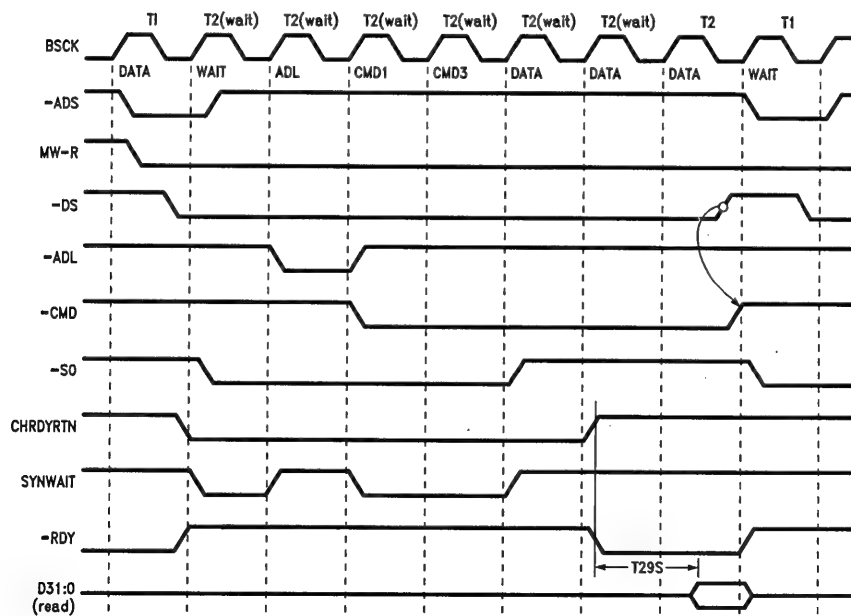 T1 T2(wait) T2(wait) T2(wait) T2(wait) T2(wait) T2(wait) T2 T1
BSCK
DATA WAIT ADL CMD1 CMD3 DATA DATA DATA WAIT
-ADS
MW-R
-DS
-ADL
-CMD
-S0
CHRDYRTN
SYNWAIT
-RDY
T29S
D31:0
(read)